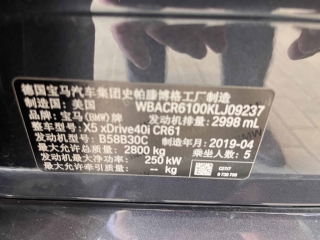 德国宝马汽车集团史帕腾博格工厂制造
制造国：美国 WBACR6100KLJ09237
品牌：宝马(BMW)牌 发动机排量：2998 mL
整车型号：X5 xDrive40i CR61
发动机型号：B58B30C 制造年月：2019-04
最大允许总质量：2800 kg 乘坐人数：5
发动机最大净功率：250 kW
最大允许总质量：-- kg